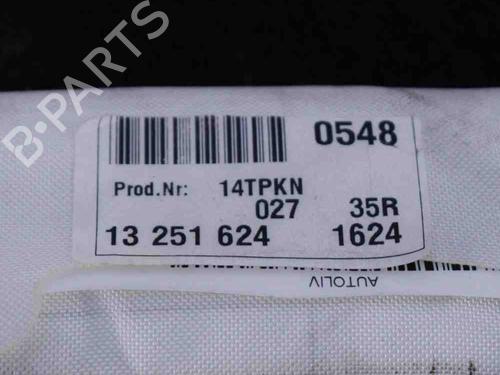 0548
Prod.Nr: 14TPKN
027 35R
13 251 624 1624
AUTOLIV
B-PARTS